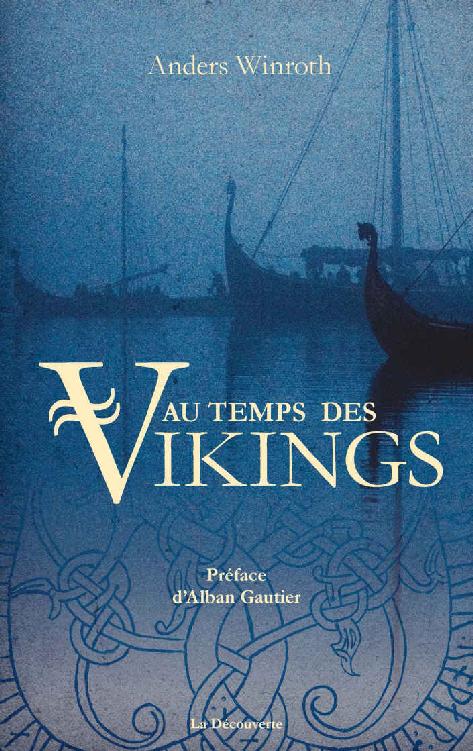 Anders Winroth
AU TEMPS DES
VIKINGS
Préface
d'Alban Gautier
La Découverte